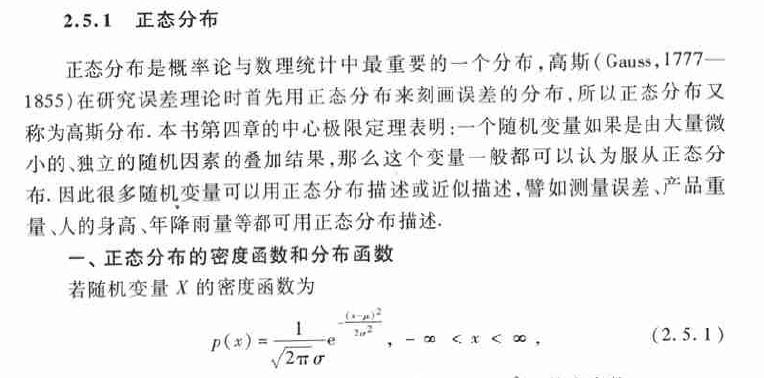 2.5.1 正态分布
正态分布是概率论与数理统计中最重要的一个分布,高斯(Gauss,1777—
1855)在研究误差理论时首先用正态分布来刻画误差的分布,所以正态分布又
称为高斯分布.本书第四章的中心极限定理表明:一个随机变量如果是由大量微
小的、独立的随机因素的叠加结果,那么这个变量一般都可以认为服从正态分
布.因此很多随机变量可以用正态分布描述或近似描述,譬如测量误差、产品重
量、人的身高、年降雨量等都可用正态分布描述.
一、正态分布的密度函数和分布函数
若随机变量 X 的密度函数为
p(x)=\frac{1}{\sqrt{2π}σ}e^{-\frac{(x-μ)^2}{2σ^2}}, -∞ < x < ∞, (2.5.1)